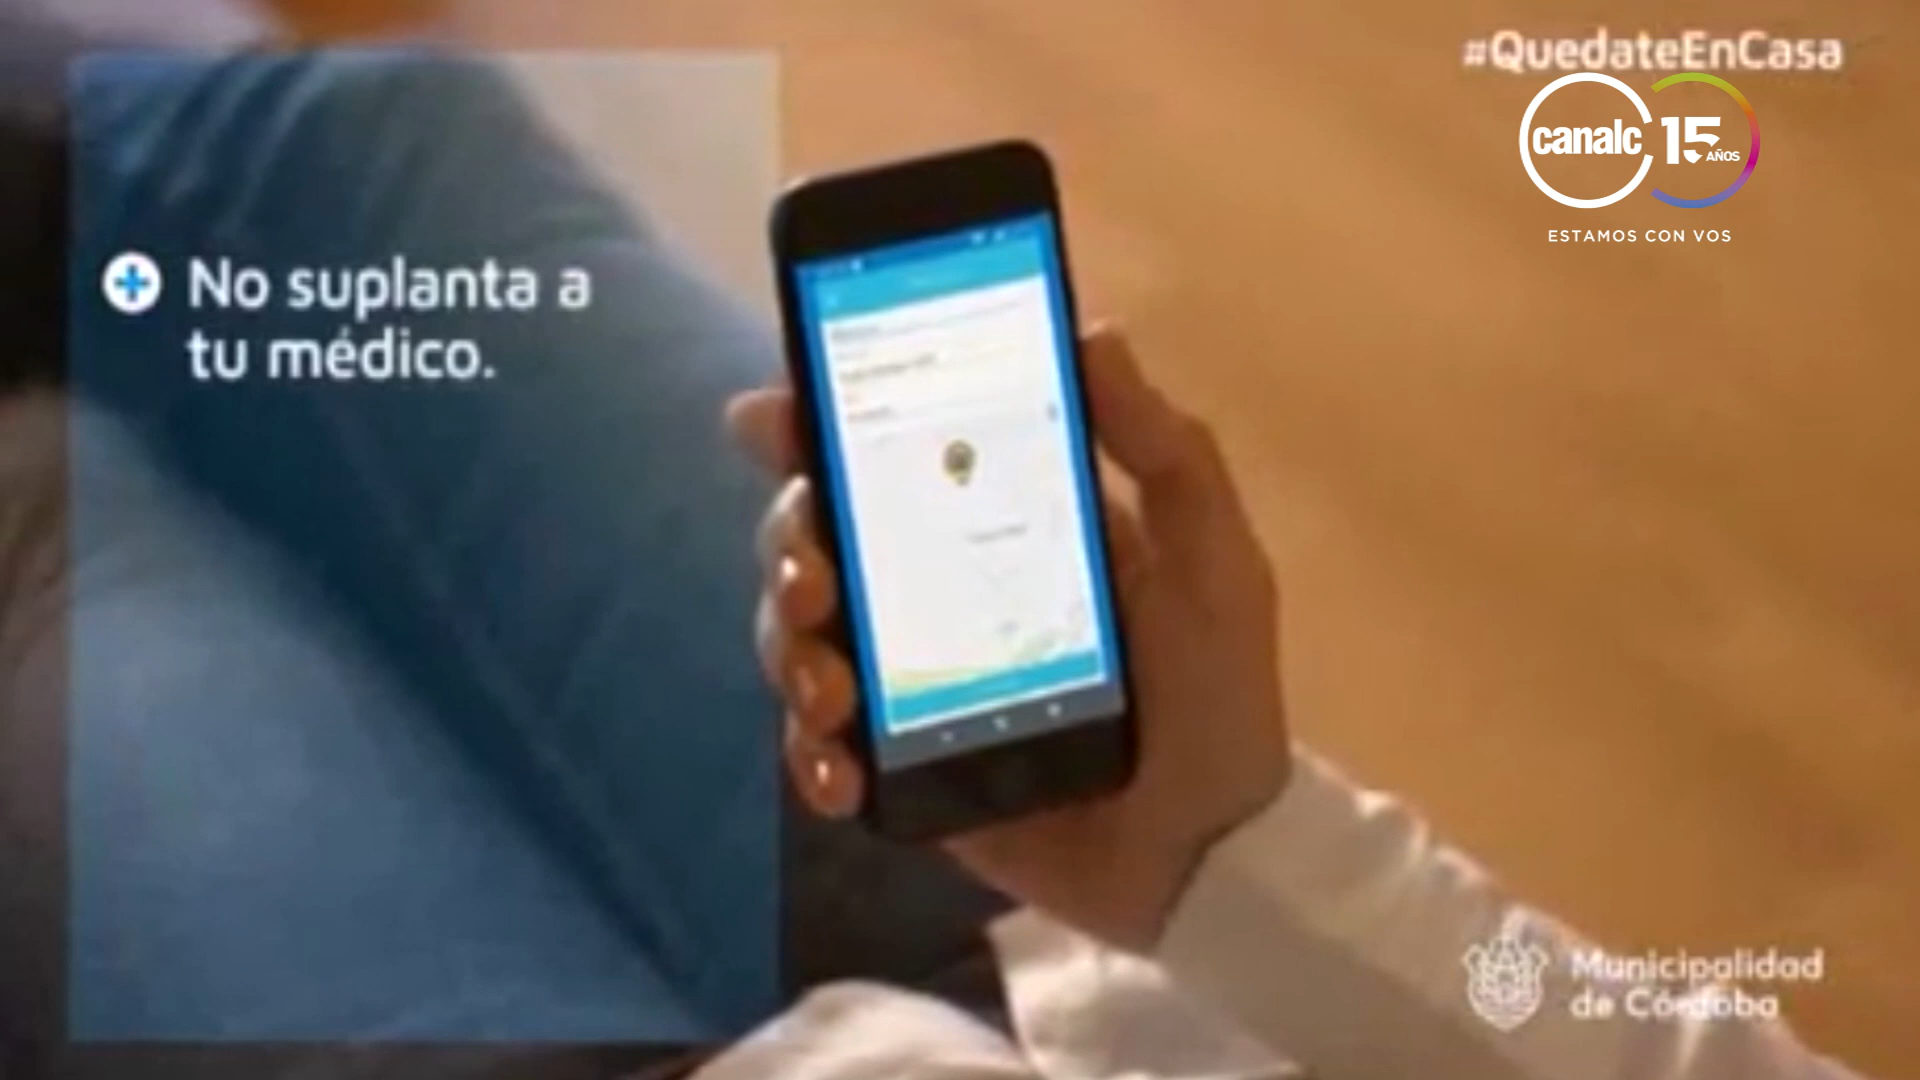 #QuedateEnCasa
canalc 15 AÑOS
ESTAMOS CON VOS
No suplanta a
tu médico.
Municipalidad
de Córdoba